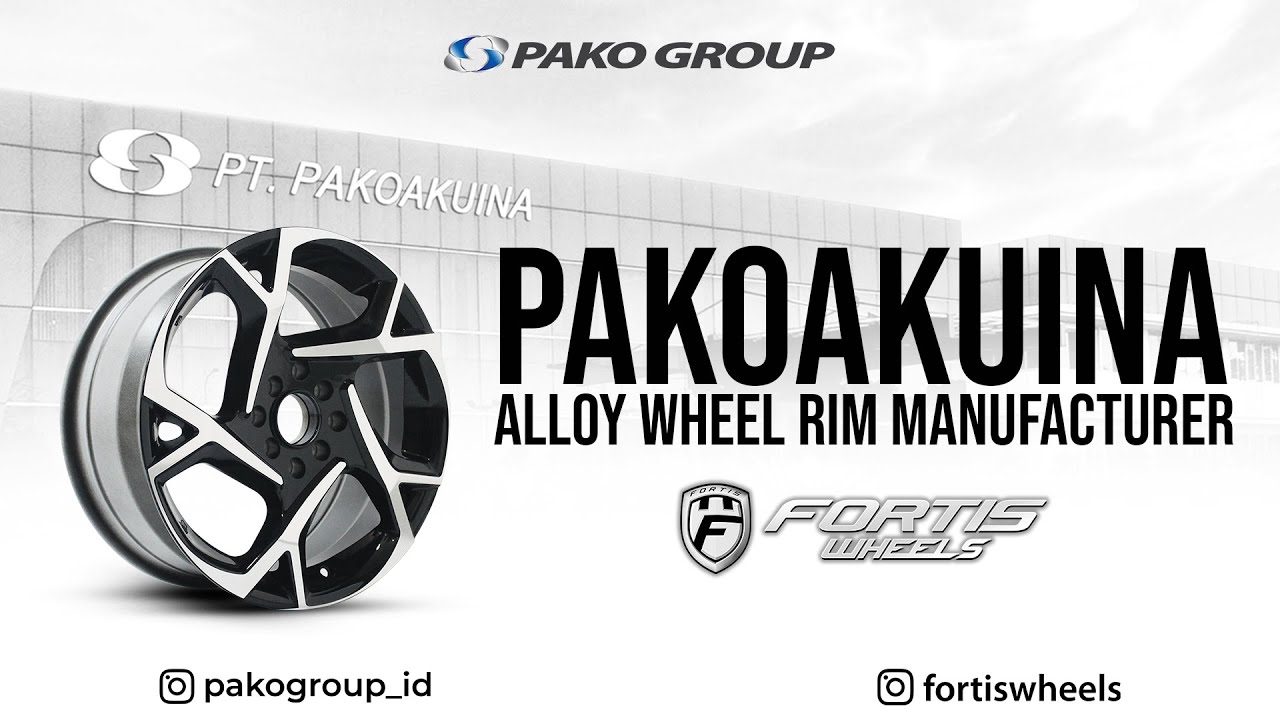 PAKO GROUP
PT. PAKOAKUINA
PAKOAKUINA
ALLOY WHEEL RIM MANUFACTURER
FORTIS
F
FORTIS
WHEELS
pakogroup_id
fortiswheels